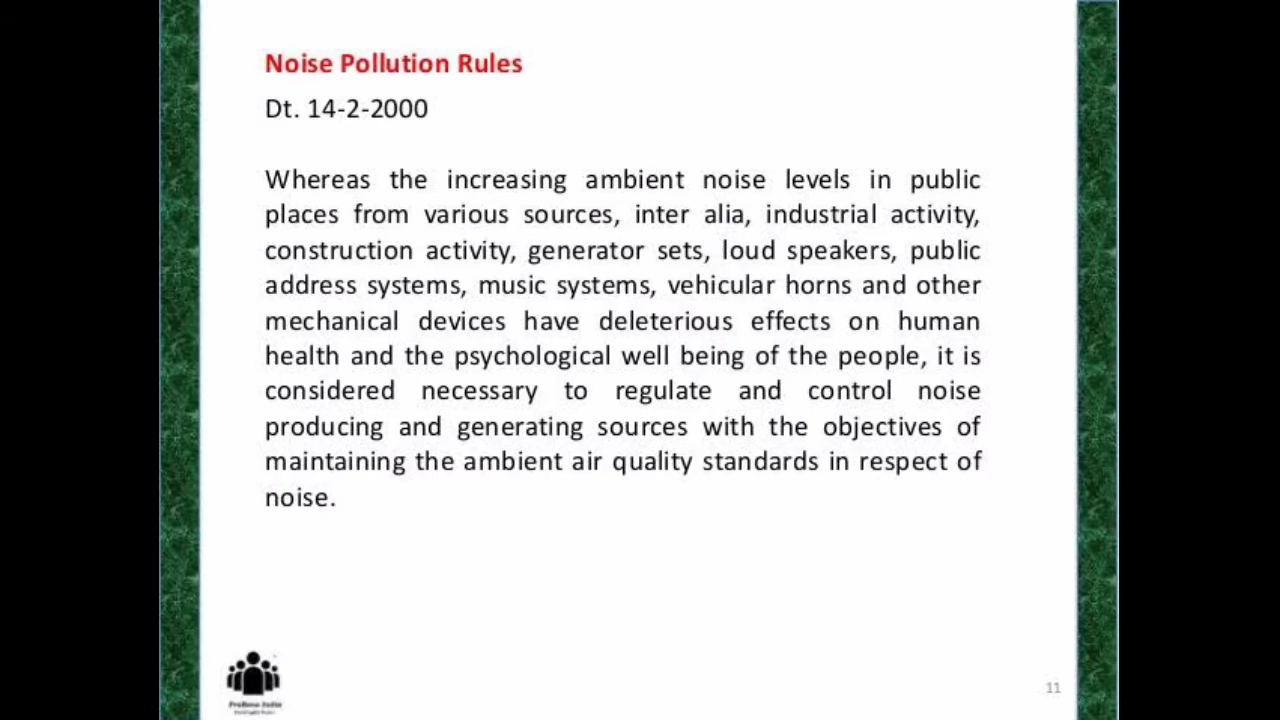 Noise Pollution Rules
Dt. 14-2-2000
Whereas the increasing ambient noise levels in public
places from various sources, inter alia, industrial activity,
construction activity, generator sets, loud speakers, public
address systems, music systems, vehicular horns and other
mechanical devices have deleterious effects on human
health and the psychological well being of the people, it is
considered necessary to regulate and control noise
producing and generating sources with the objectives of
maintaining the ambient air quality standards in respect of
noise.
11